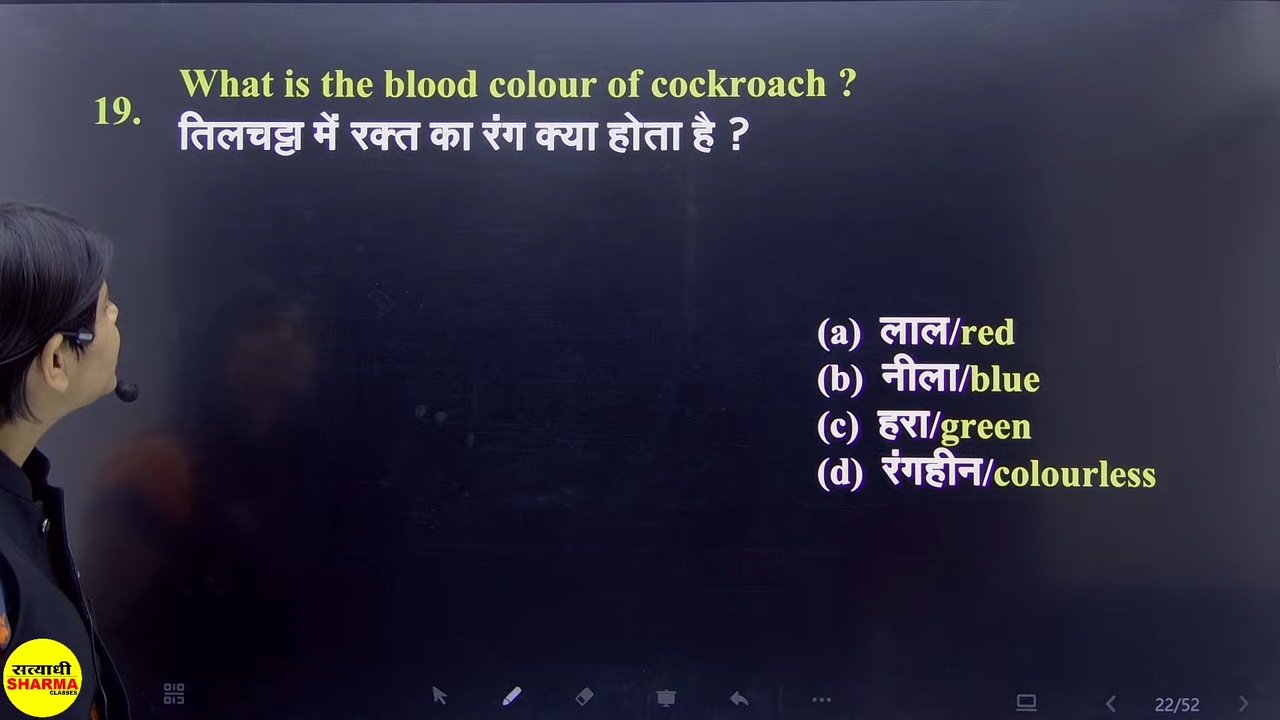 What is the blood colour of cockroach ?
19.
तिलचट्टा में रक्त का रंग क्या होता है ?
(a) लाल/red
(b) नीला/blue
(c) हरा/green
(d) रंगहीन/colourless
सत्याधी
SHARMA
CLASSES
22/52